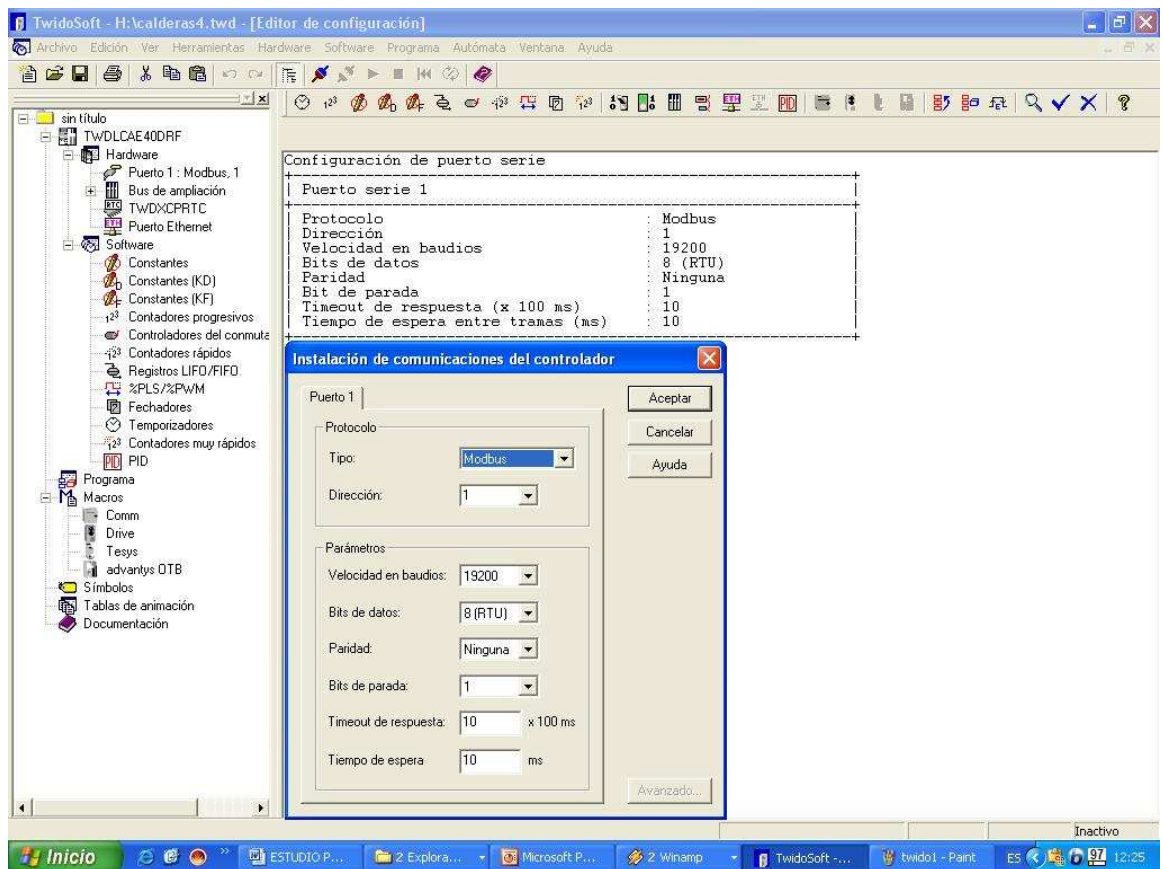 TwidoSoft - H:\calderas4.twd - [Editor de configuración]
Archivo Edición Ver Herramientas Hardware Software Programa Autómata Ventana Ayuda
sin título
TWDLCAE40DRF
Hardware
Puerto 1 : Modbus, 1
Bus de ampliación
TWDXCPRTC
Puerto Ethernet
Software
Constantes
Constantes (KD)
Constantes (KF)
Contadores progresivos
Controladores del conmuta
Contadores rápidos
Registros LIFO/FIFO
%PLS/%PWM
Fechadores
Temporizadores
Contadores muy rápidos
PID
Programa
Macros
Comm
Drive
Tesys
advantys OTB
Símbolos
Tablas de animación
Documentación
Configuración de puerto serie
Puerto serie 1
Protocolo : Modbus
Dirección : 1
Velocidad en baudios : 19200
Bits de datos : 8 (RTU)
Paridad : Ninguna
Bit de parada : 1
Timeout de respuesta (x 100 ms) : 10
Tiempo de espera entre tramas (ms) : 10
Instalación de comunicaciones del controlador
Puerto 1
Protocolo
Tipo: Modbus
Dirección: 1
Parámetros
Velocidad en baudios: 19200
Bits de datos: 8 (RTU)
Paridad: Ninguna
Bits de parada: 1
Timeout de respuesta: 10 x 100 ms
Tiempo de espera 10 ms
Aceptar
Cancelar
Ayuda
Avanzado...
Inactivo
Inicio ESTUDIO P... 2 Explora... Microsoft P... 2 Winamp TwidoSoft -... twido1 - Paint ES 97 12:25